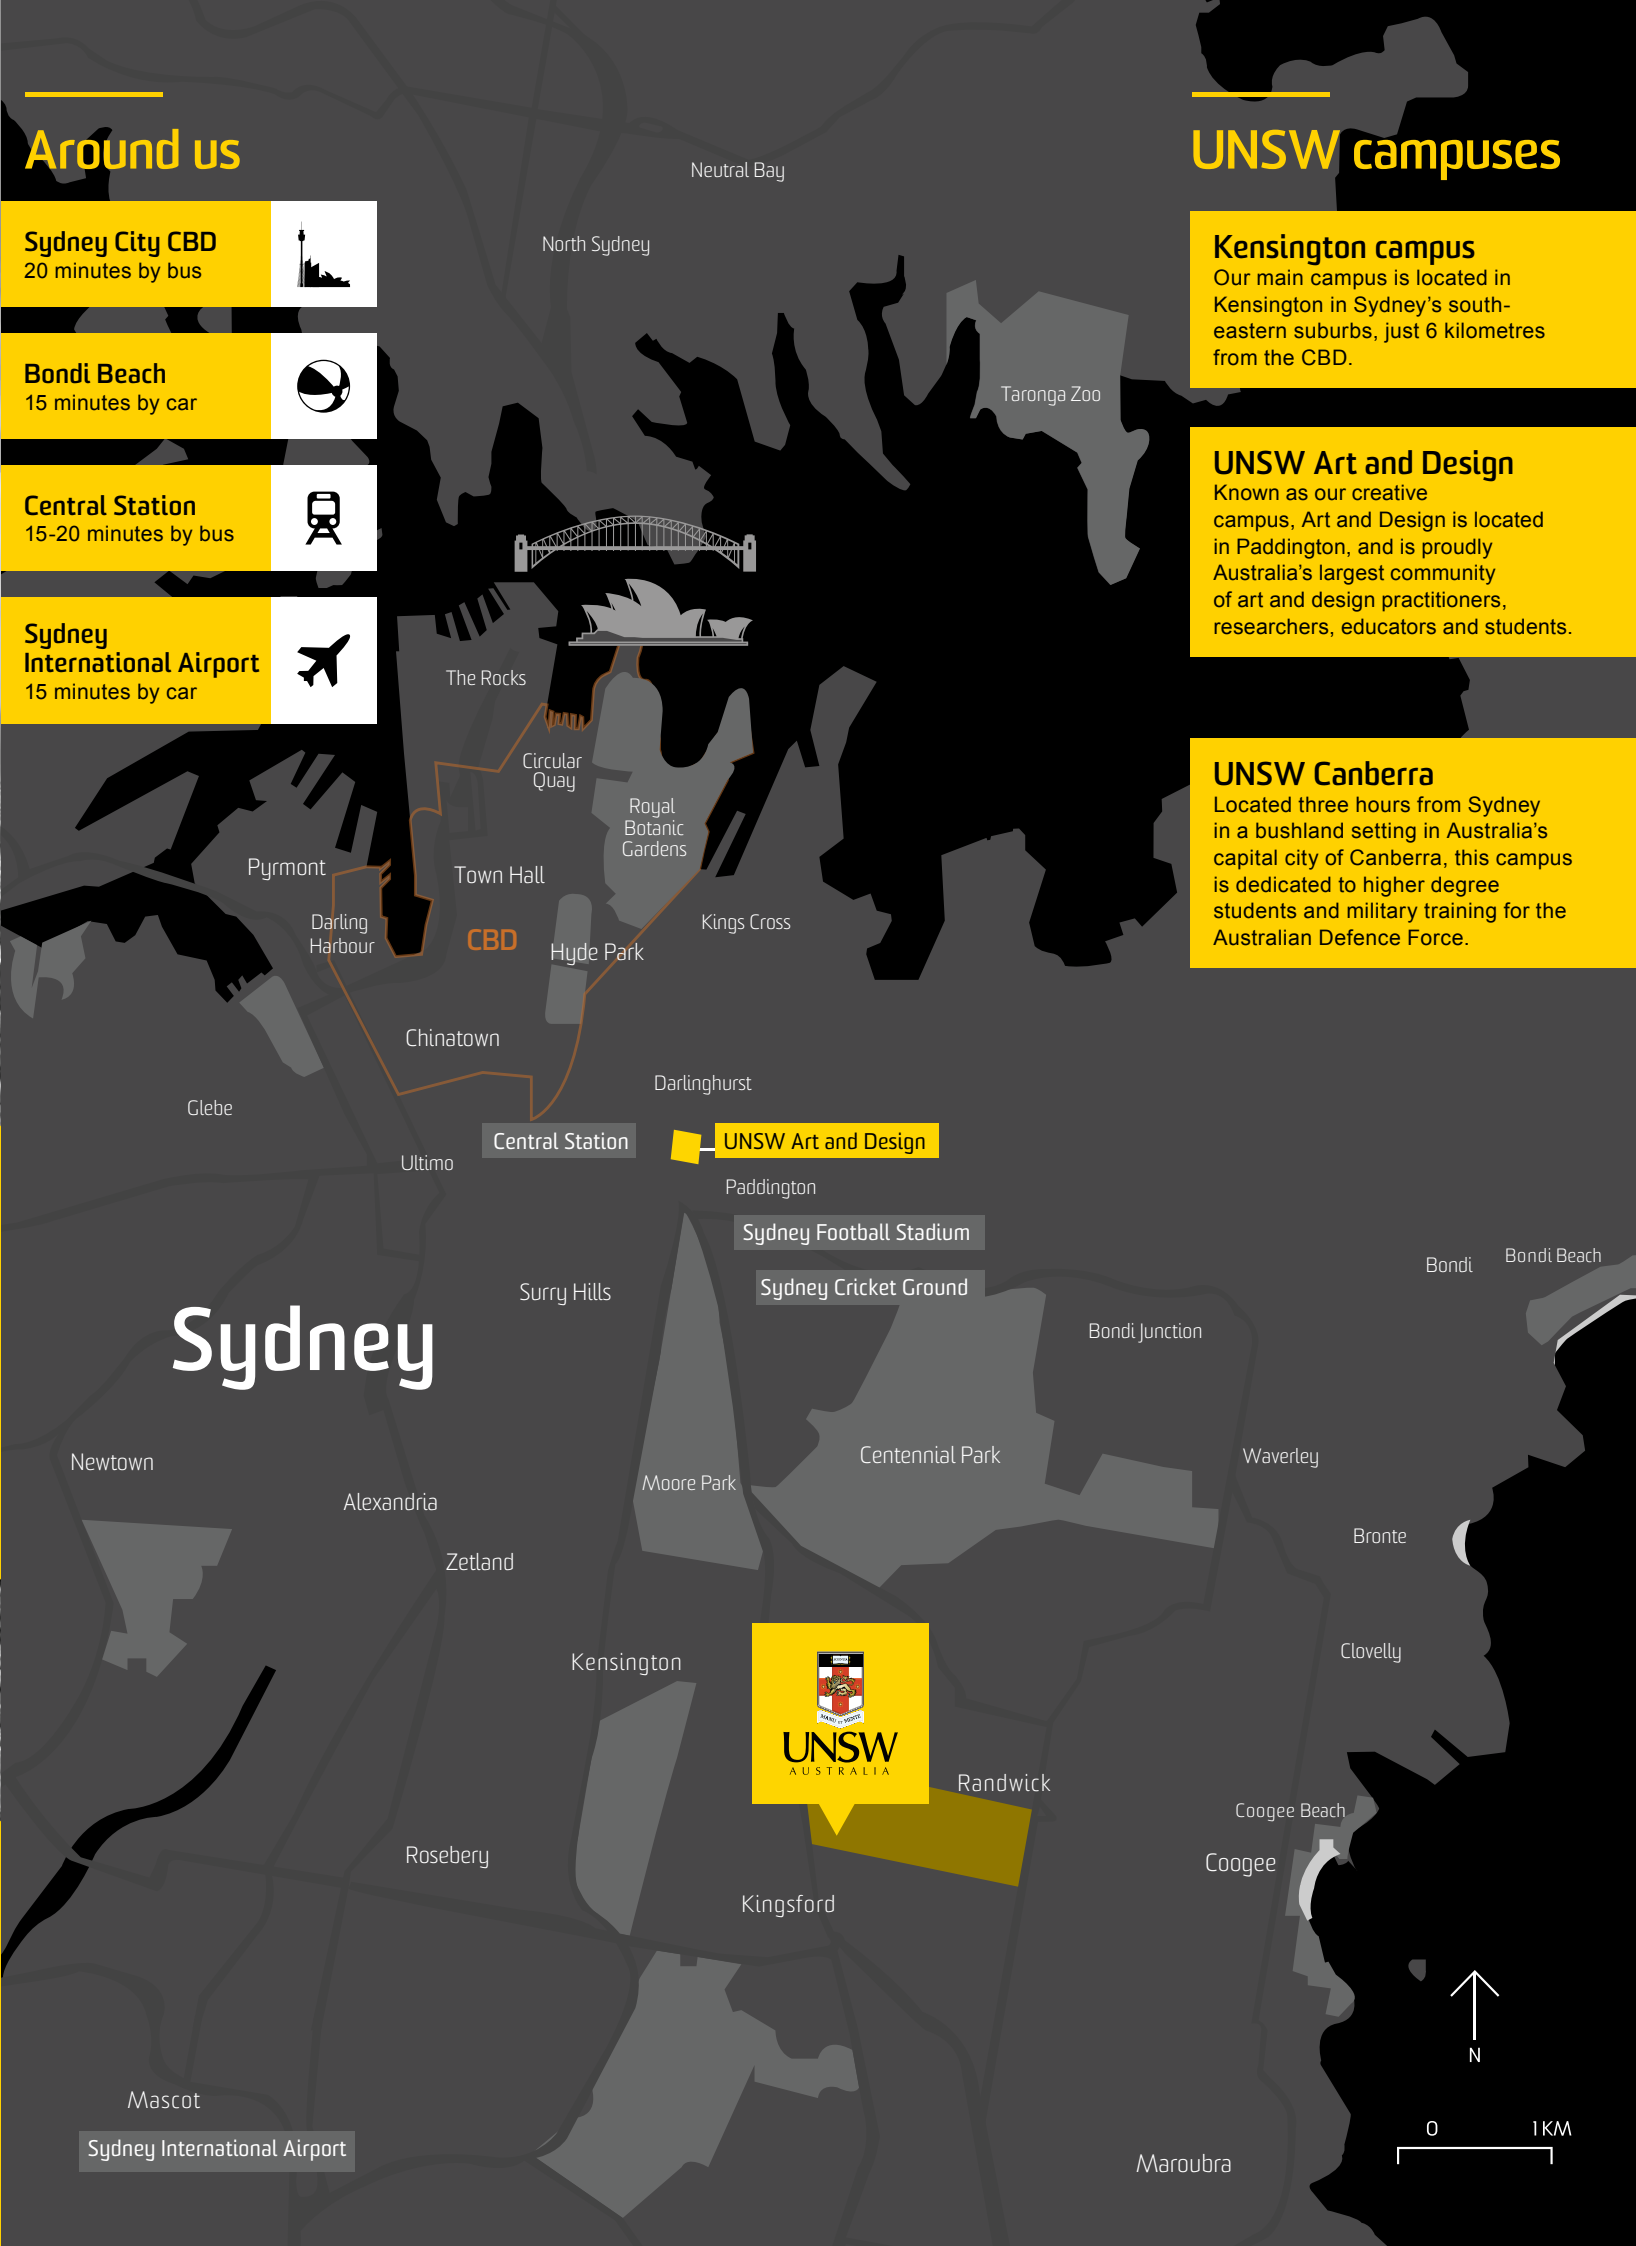 Around us
Sydney City CBD
20 minutes by bus
Bondi Beach
15 minutes by car
Central Station
15-20 minutes by bus
Sydney
International Airport
15 minutes by car
UNSW campuses
Kensington campus
Our main campus is located in
Kensington in Sydney’s south-
eastern suburbs, just 6 kilometres
from the CBD.
UNSW Art and Design
Known as our creative
campus, Art and Design is located
in Paddington, and is proudly
Australia’s largest community
of art and design practitioners,
researchers, educators and students.
UNSW Canberra
Located three hours from Sydney
in a bushland setting in Australia’s
capital city of Canberra, this campus
is dedicated to higher degree
students and military training for the
Australian Defence Force.
Neutral Bay
North Sydney
Taronga Zoo
The Rocks
Circular
Quay
Royal
Botanic
Gardens
Pyrmont
Town Hall
Darling
Harbour
CBD
Hyde Park
Kings Cross
Chinatown
Darlinghurst
Glebe
Central Station
UNSW Art and Design
Ultimo
Paddington
Sydney Football Stadium
Sydney Cricket Ground
Bondi
Bondi Beach
Surry Hills
Sydney
Bondi Junction
Newtown
Centennial Park
Waverley
Moore Park
Alexandria
Bronte
Zetland
Kensington
Clovelly
MANU ET MENTE
UNSW
AUSTRALIA
Randwick
Coogee Beach
Coogee
Rosebery
Kingsford
N
Mascot
Sydney International Airport
0 1 KM
Maroubra